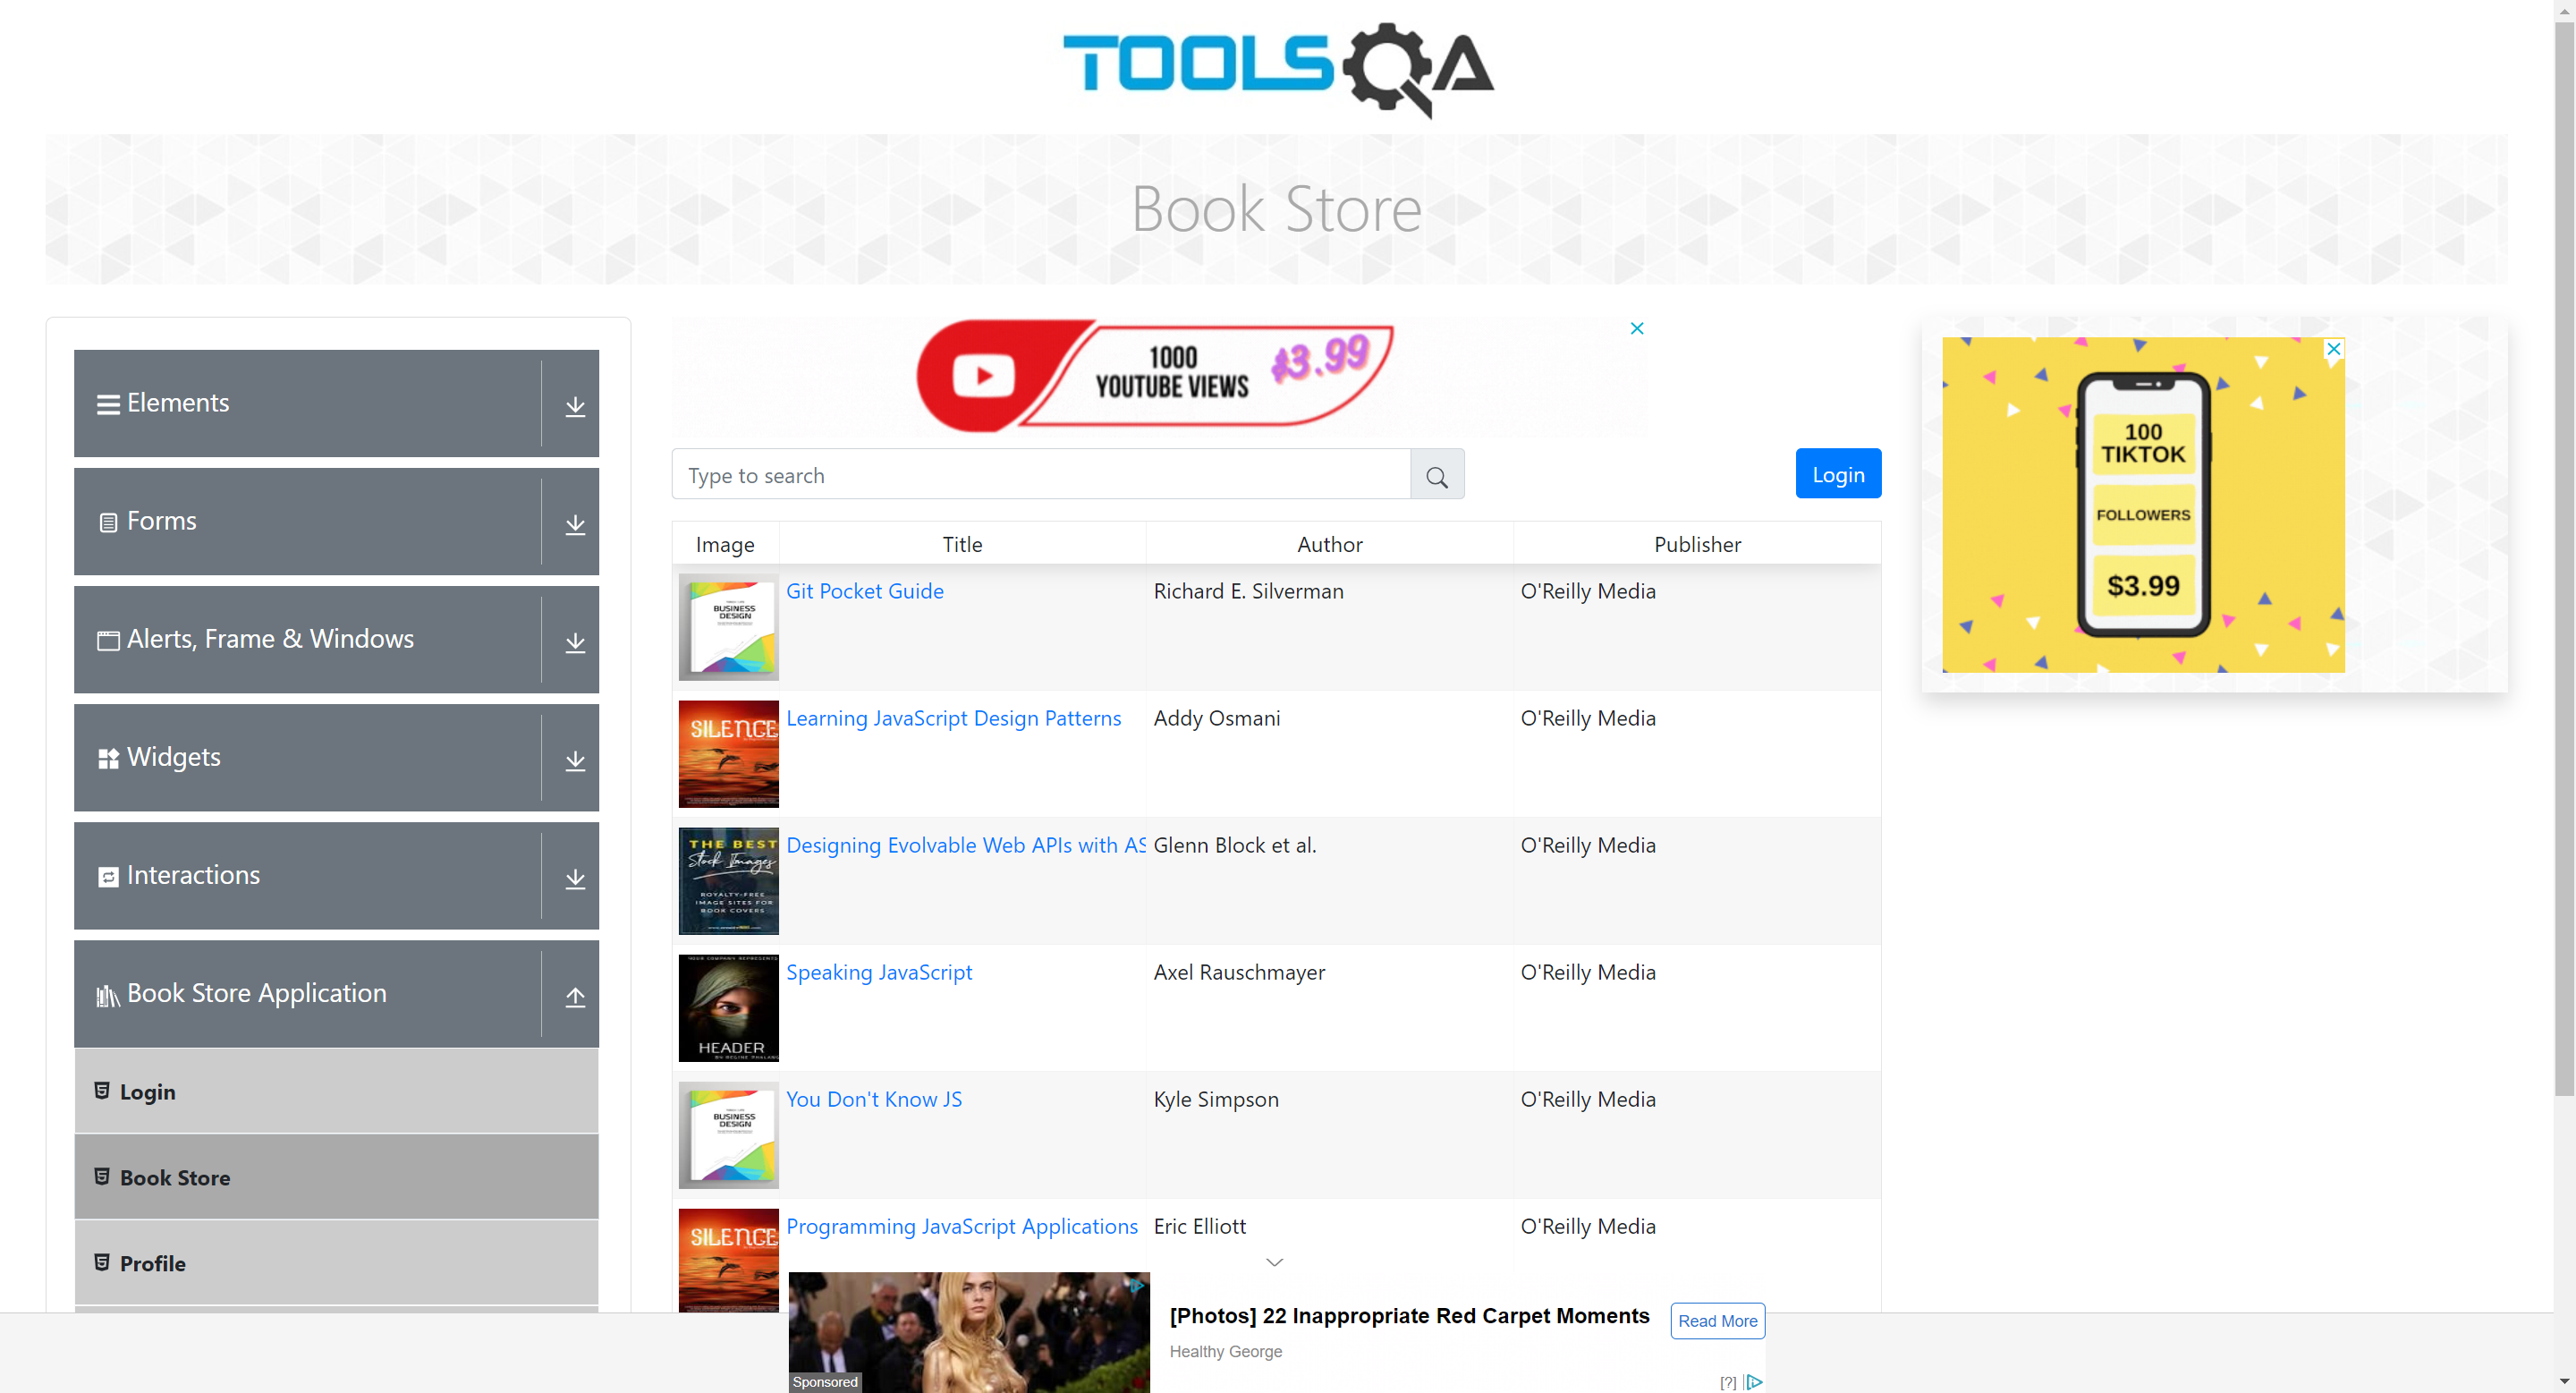 TOOLSQA
Book Store
Elements
Forms
Alerts, Frame & Windows
Widgets
Interactions
Book Store Application
Login
Book Store
Profile
1000
YOUTUBE VIEWS
$3.99
Type to search
Login
Image Title Author Publisher
BUSINESS
DESIGN
Git Pocket Guide Richard E. Silverman O'Reilly Media
SILENCE
Learning JavaScript Design Patterns Addy Osmani O'Reilly Media
THE BEST
Stock Images
ROYALTY-FREE
IMAGE SITES FOR
BOOK COVERS
Designing Evolvable Web APIs with AS Glenn Block et al. O'Reilly Media
HEADER
Speaking JavaScript Axel Rauschmayer O'Reilly Media
BUSINESS
DESIGN
You Don't Know JS Kyle Simpson O'Reilly Media
SILENCE
Programming JavaScript Applications Eric Elliott O'Reilly Media
100
TIKTOK
FOLLOWERS
$3.99
Sponsored
[Photos] 22 Inappropriate Red Carpet Moments
Healthy George
Read More
[?]